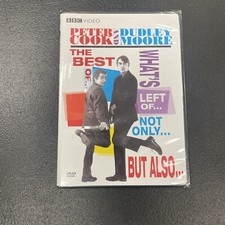 BBC VIDEO
PETER AND DUDLEY
COOK MOORE
THE BEST
OF...
WHAT'S
LEFT OF...
NOT
ONLY...
BUT ALSO...